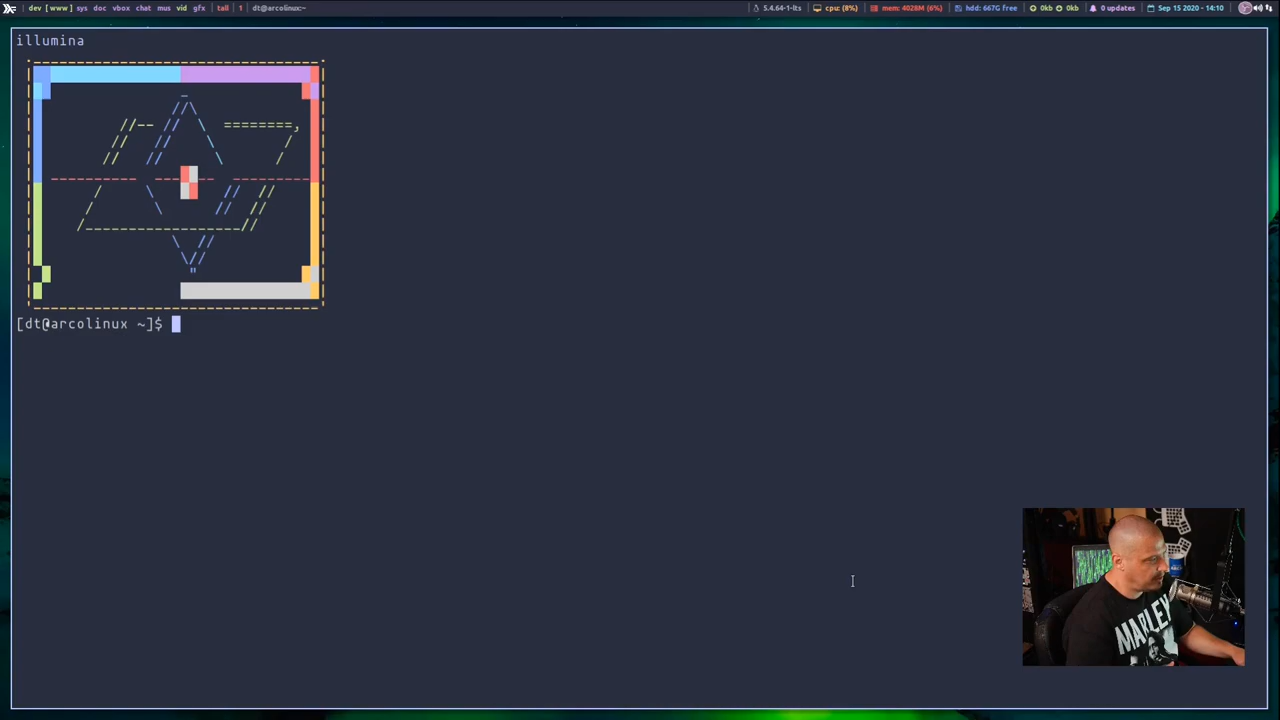 dev [ www ] sys doc vbox chat mus vid gfx | tall | 1 | dt@arcolinux:~
5.4.64-1-lts | cpu: (8%) | mem: 4028M (6%) | hdd: 667G free | 0kb 0kb | 0 updates | Sep 15 2020 - 14:10
illumina
[dt@arcolinux ~]$
MARLEY